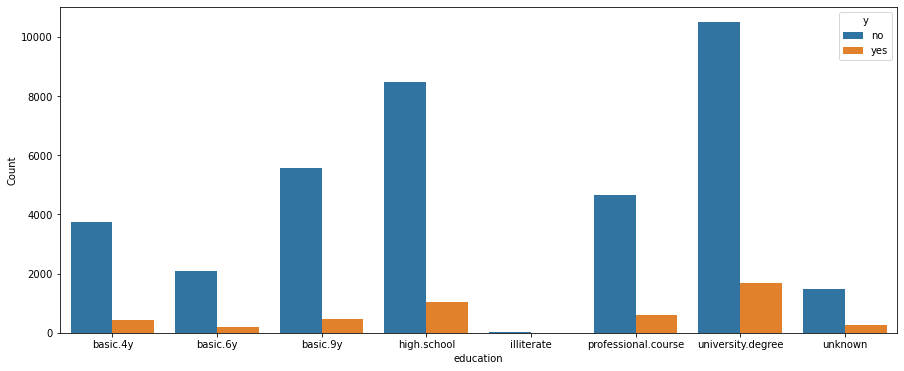 10000
8000
6000
4000
2000
0
Count
y
no
yes
basic.4y basic.6y basic.9y high.school illiterate professional.course university.degree unknown
education